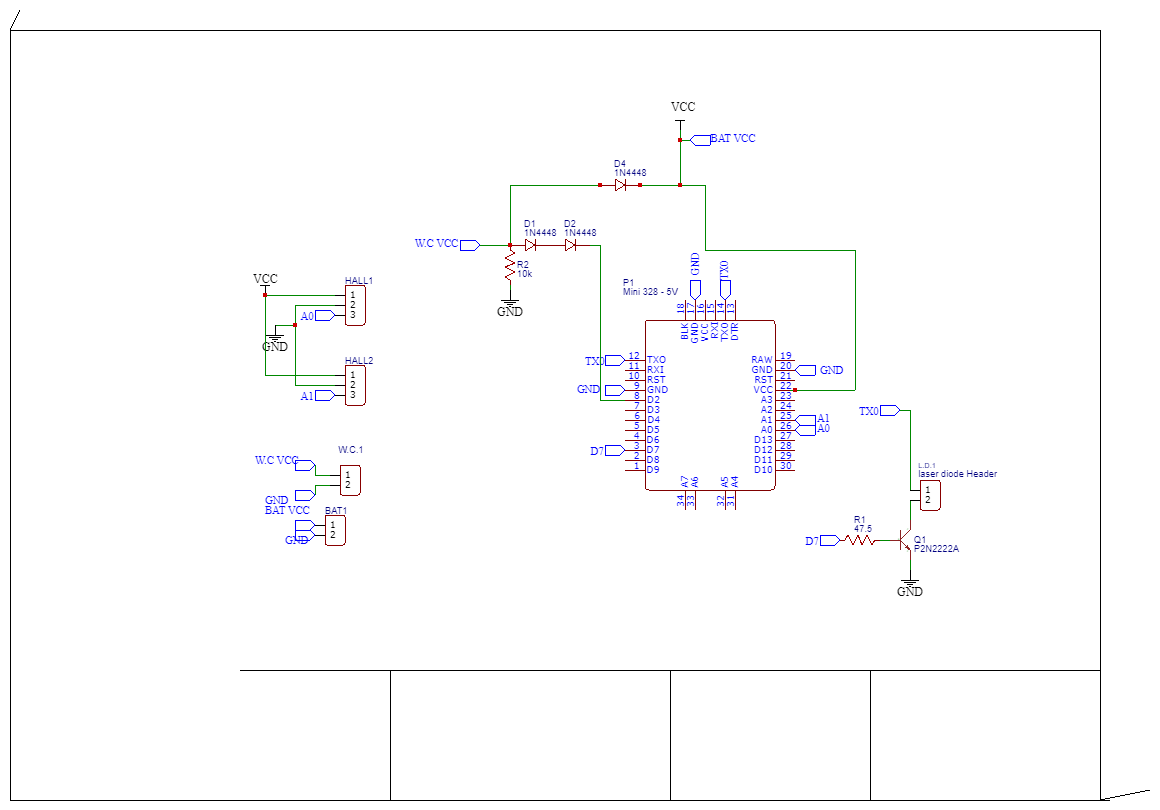 VCC
BAT VCC
D4
1N4448
D1
1N4448
D2
1N4448
W.C VCC
R2
10k
GND
VCC
HALL1
1
2
3
A0
GND
HALL2
1
2
3
A1
W.C.1
W.C VCC
1
2
GND
BAT VCC
BAT1
1
2
GND
P1
Mini 328 - 5V
GND
TX0
18
17
16
15
14
13
BLK
GND
VCC
RXI
TXO
DTR
TX0
12 TXO
11 RXI
10 RST
GND
9 GND
8 D2
7 D3
6 D4
5 D5
4 D6
D7
3 D7
2 D8
1 D9
RAW 19
GND 20
GND
RST 21
VCC 22
A3 23
A2 24
A1 25
A1
A0 26
A0
D13 27
D12 28
D11 29
D10 30
A7
A6
A5
A4
34
33
32
31
TX0
L.D.1
laser diode Header
1
2
R1
47.5
D7
Q1
P2N2222A
GND